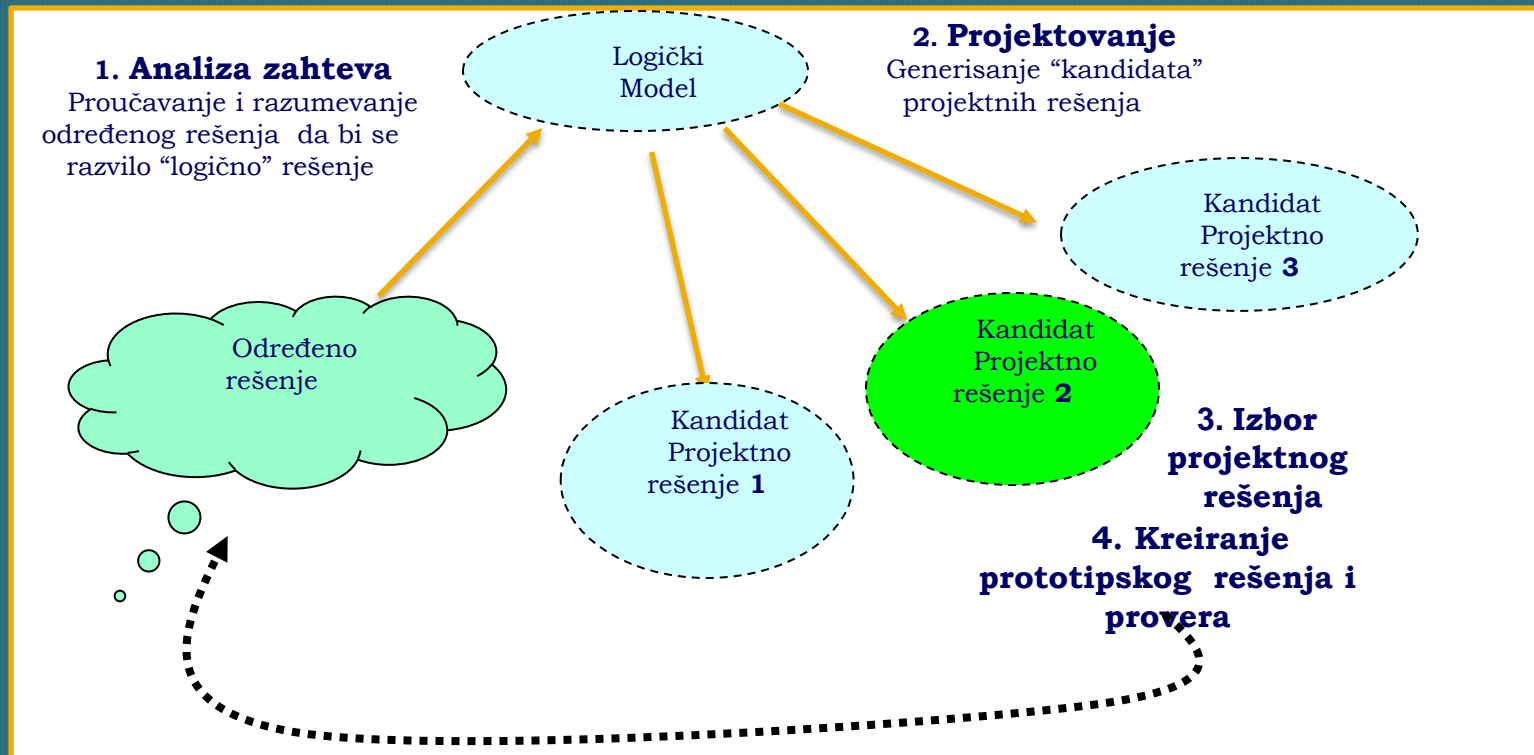 1. Analiza zahteva
Proučavanje i razumevanje
određenog rešenja da bi se
razvilo “logično” rešenje
Logički
Model
2. Projektovanje
Generisanje “kandidata”
projektnih rešenja
Kandidat
Projektno
rešenje 3
Određeno
rešenje
Kandidat
Projektno
rešenje 1
Kandidat
Projektno
rešenje 2
3. Izbor
projektnog
rešenja
4. Kreiranje
prototipskog rešenja i
provera